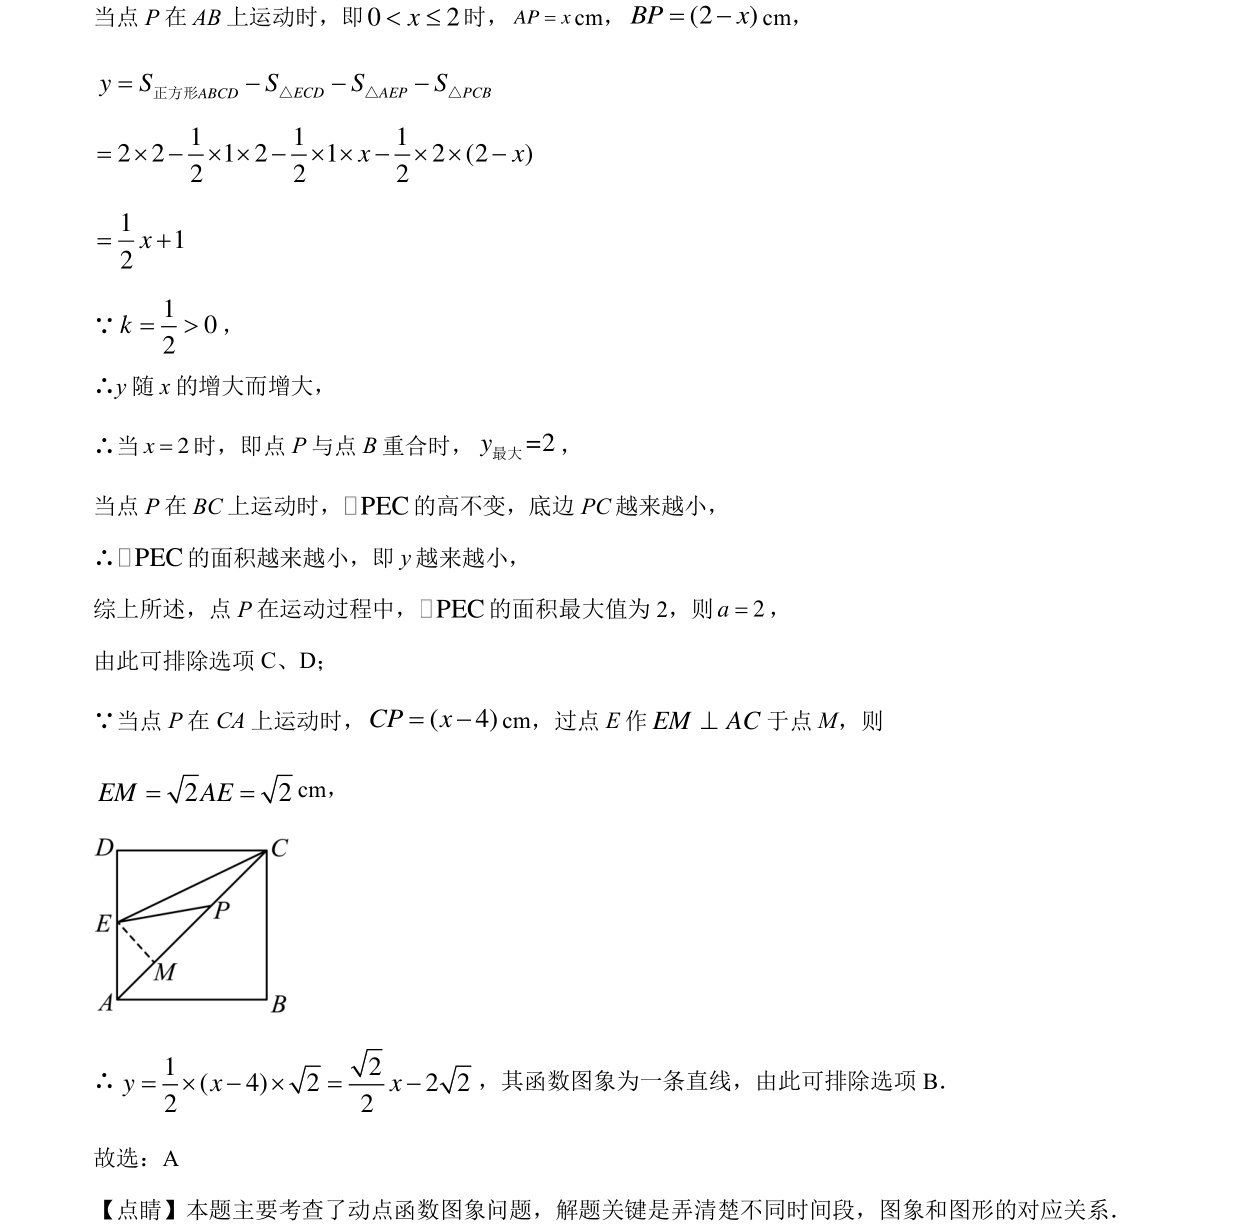 当点 P 在 AB 上运动时，即 0 < x ≤ 2 时， AP = x cm， BP = (2 − x) cm，
y = S正方形ABCD − S△ECD − S△AEP − S△PCB
= 2×2 − 1/2 ×1×2 − 1/2 ×1× x − 1/2 ×2×(2 − x)
= 1/2 x + 1
∵ k = 1/2 > 0，
∴y 随 x 的增大而增大，
∴当 x = 2 时，即点 P 与点 B 重合时， y最大 =2，
当点 P 在 BC 上运动时，□PEC 的高不变，底边 PC 越来越小，
∴□PEC 的面积越来越小，即 y 越来越小，
综上所述，点 P 在运动过程中，□PEC 的面积最大值为 2，则 a = 2，
由此可排除选项 C、D；
∵当点 P 在 CA 上运动时， CP = (x − 4) cm，过点 E 作 EM ⊥ AC 于点 M，则
EM = √2AE = √2 cm，
D C
E P
M
A B
∴ y = 1/2 ×(x − 4)× √2 = √2/2 x − 2√2，其函数图象为一条直线，由此可排除选项 B．
故选：A
【点睛】本题主要考查了动点函数图象问题，解题关键是弄清楚不同时间段，图象和图形的对应关系．